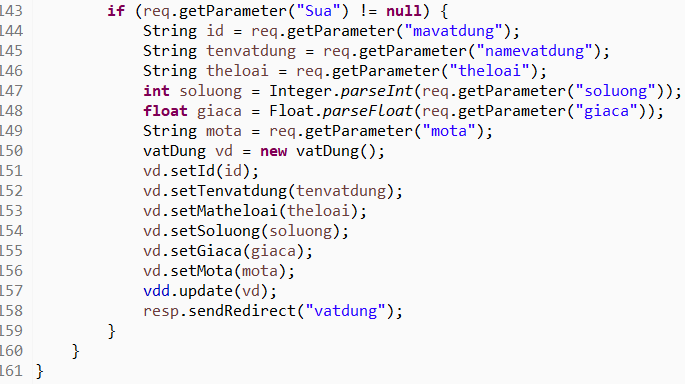 143         if (req.getParameter("Sua") != null) {
144             String id = req.getParameter("mavatdung");
145             String tenvatdung = req.getParameter("namevatdung");
146             String theloai = req.getParameter("theloai");
147             int soluong = Integer.parseInt(req.getParameter("soluong"));
148             float giaca = Float.parseFloat(req.getParameter("giaca"));
149             String mota = req.getParameter("mota");
150             vatDung vd = new vatDung();
151             vd.setId(id);
152             vd.setTenvatdung(tenvatdung);
153             vd.setMatheloai(theloai);
154             vd.setSoluong(soluong);
155             vd.setGiaca(giaca);
156             vd.setMota(mota);
157             vdd.update(vd);
158             resp.sendRedirect("vatdung");
159         }
160     }
161 }